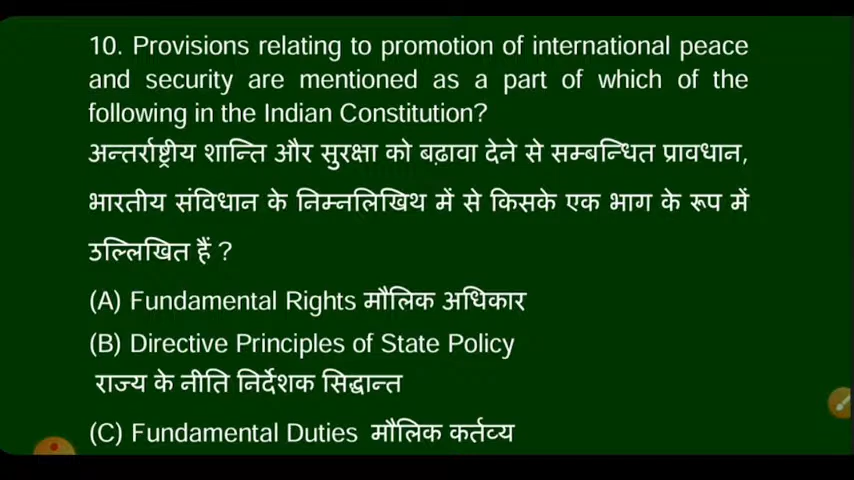 10. Provisions relating to promotion of international peace
and security are mentioned as a part of which of the
following in the Indian Constitution?
अन्तर्राष्ट्रीय शान्ति और सुरक्षा को बढ़ावा देने से सम्बन्धित प्रावधान,
भारतीय संविधान के निम्नलिखिथ में से किसके एक भाग के रूप में
उल्लिखित हैं ?
(A) Fundamental Rights मौलिक अधिकार
(B) Directive Principles of State Policy
राज्य के नीति निर्देशक सिद्धान्त
(C) Fundamental Duties मौलिक कर्तव्य